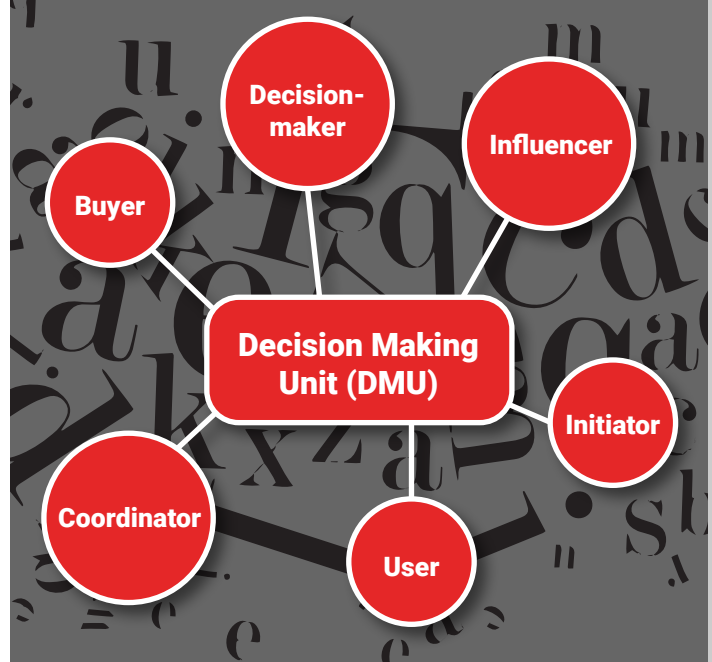 Decision-
maker
Influencer
Buyer
Decision Making
Unit (DMU)
Initiator
Coordinator
User